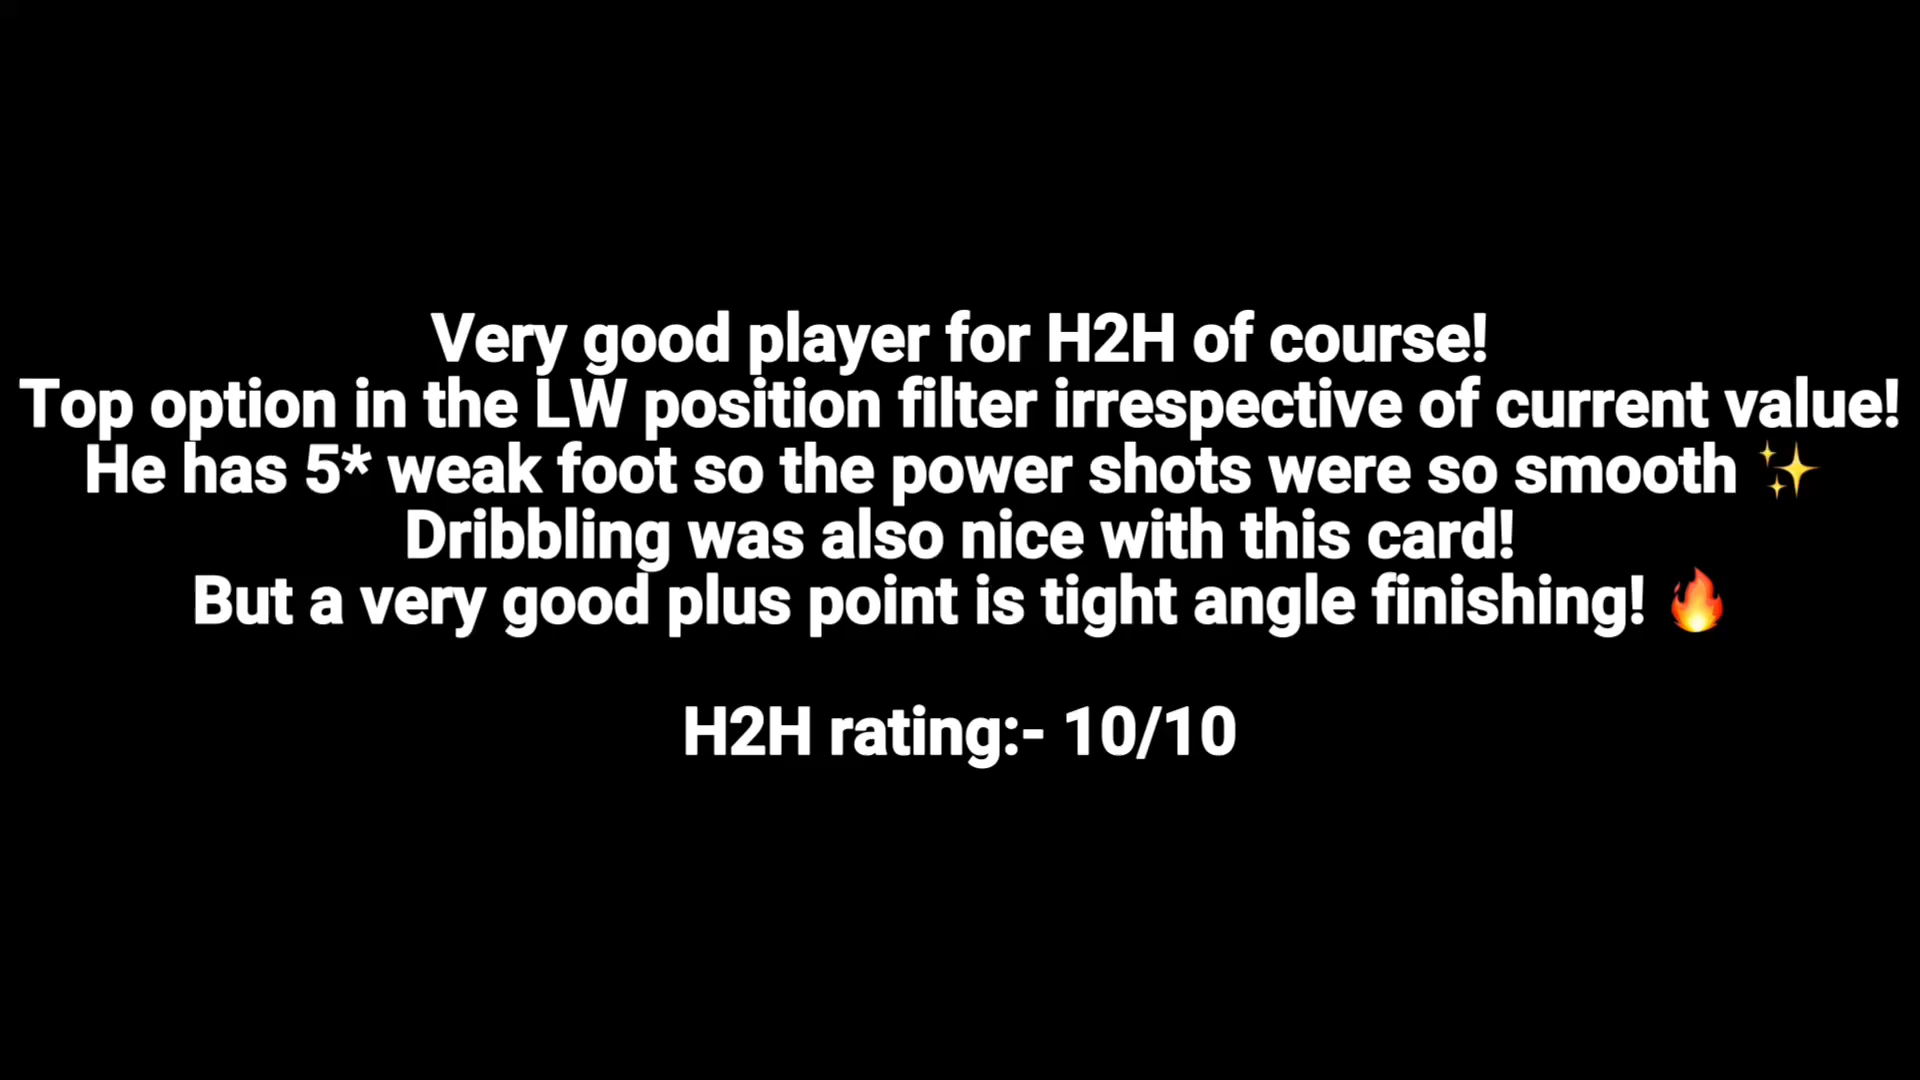 Very good player for H2H of course!
Top option in the LW position filter irrespective of current value!
He has 5* weak foot so the power shots were so smooth ✨
Dribbling was also nice with this card!
But a very good plus point is tight angle finishing! 🔥
H2H rating:- 10/10